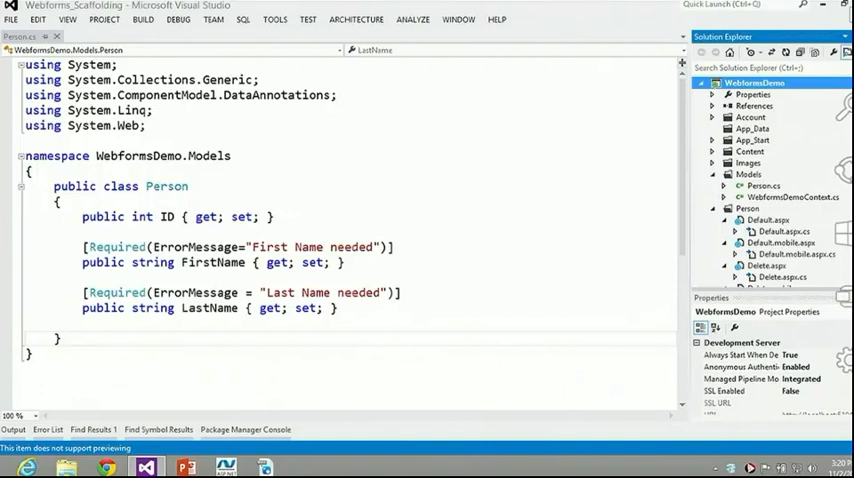 Webforms_Scaffolding - Microsoft Visual Studio
Quick Launch (Ctrl+Q)
FILE EDIT VIEW PROJECT BUILD DEBUG TEAM SQL TOOLS TEST ARCHITECTURE ANALYZE WINDOW HELP
Person.cs
WebformsDemo.Models.Person
LastName
using System;
using System.Collections.Generic;
using System.ComponentModel.DataAnnotations;
using System.Linq;
using System.Web;
namespace WebformsDemo.Models
{
public class Person
{
public int ID { get; set; }
[Required(ErrorMessage="First Name needed")]
public string FirstName { get; set; }
[Required(ErrorMessage = "Last Name needed")]
public string LastName { get; set; }
}
}
100 %
Output Error List Find Results 1 Find Symbol Results Package Manager Console
This item does not support previewing
Solution Explorer
Search Solution Explorer (Ctrl+;)
WebformsDemo
Properties
References
Account
App_Data
App_Start
Content
Images
Models
Person.cs
WebformsDemoContext.cs
Person
Default.aspx
Default.aspx.cs
Default.mobile.aspx
Default.mobile.aspx.cs
Delete.aspx
Delete.aspx.cs
Properties
WebformsDemo Project Properties
Development Server
Always Start When De True
Anonymous Authenti Enabled
Managed Pipeline Mo Integrated
SSL Enabled False
SSL URL
3:20 P